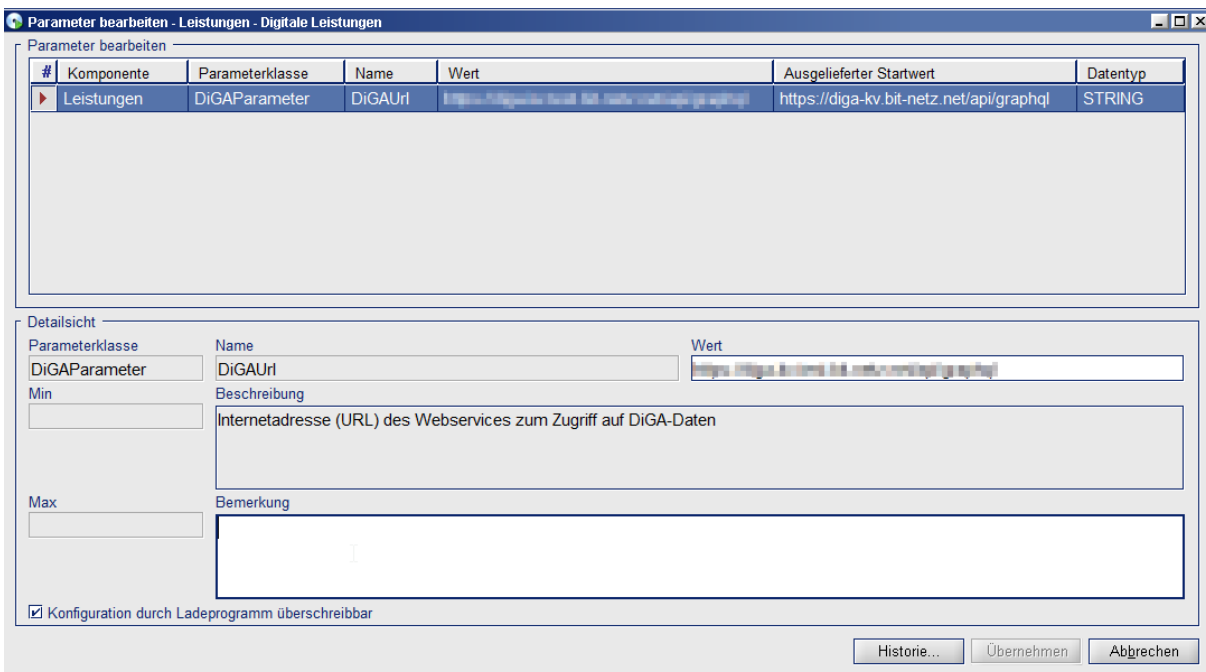 Parameter bearbeiten - Leistungen - Digitale Leistungen
Parameter bearbeiten
# Komponente Parameterklasse Name Wert Ausgelieferter Startwert Datentyp
Leistungen DiGAParameter DiGAUrl https://diga-kv.bit-netz.net/api/graphql STRING
Detailsicht
Parameterklasse Name Wert
DiGAParameter DiGAUrl
Min Beschreibung
Internetadresse (URL) des Webservices zum Zugriff auf DiGA-Daten
Max Bemerkung
Konfiguration durch Ladeprogramm überschreibbar
Historie... Übernehmen Abbrechen